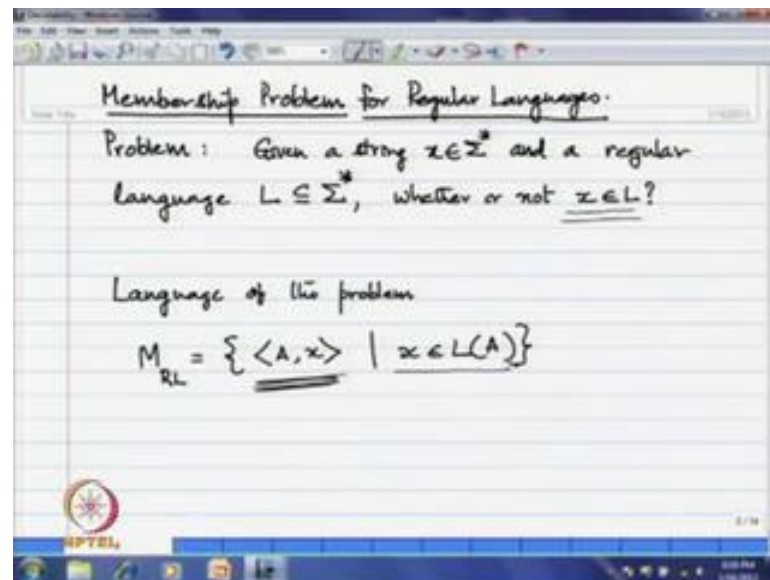 Membership Problem for Regular Languages.
Problem : Given a string x ∈ Σ* and a regular
language L ⊆ Σ*, whether or not x ∈ L?
Language of the problem
M_RL = { <A, x> | x ∈ L(A) }
NPTEL